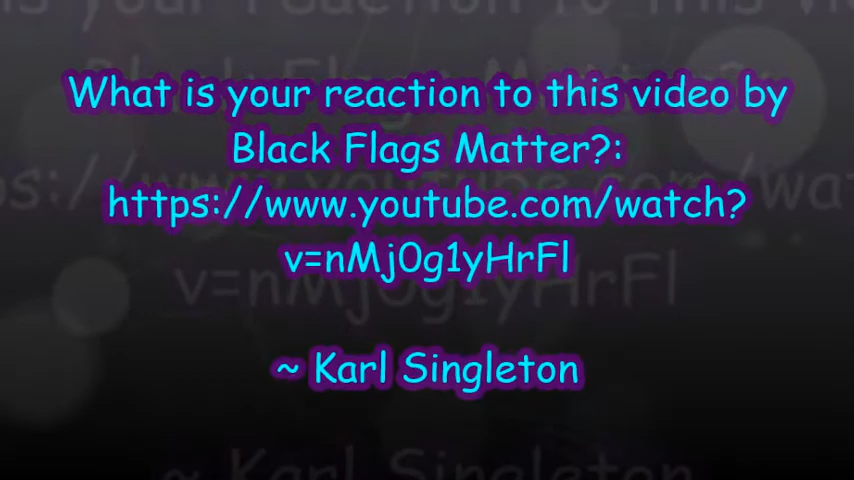 What is your reaction to this video by
Black Flags Matter?:
https://www.youtube.com/watch?
v=nMj0g1yHrFl
~ Karl Singleton